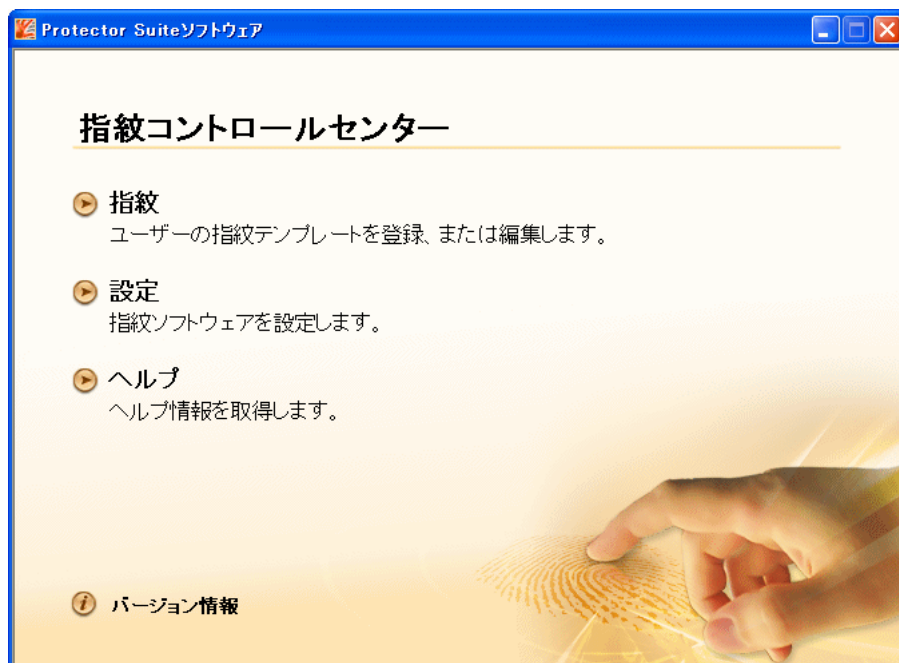 Protector Suiteソフトウェア
指紋コントロールセンター
指紋
ユーザーの指紋テンプレートを登録、または編集します。
設定
指紋ソフトウェアを設定します。
ヘルプ
ヘルプ情報を取得します。
バージョン情報